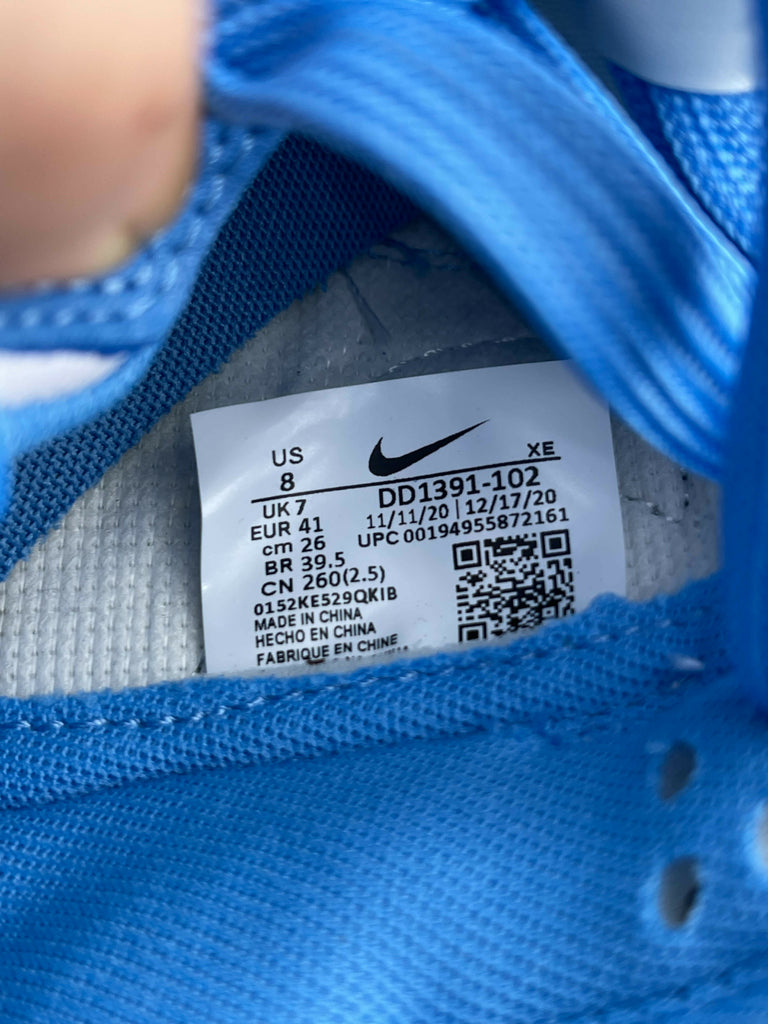 US
8
XE
UK 7
EUR 41
cm 26
BR 39.5
CN 260(2.5)
DD1391-102
11/11/20 | 12/17/20
UPC 00194955872161
0152KE529QKIB
MADE IN CHINA
HECHO EN CHINA
FABRIQUE EN CHINE